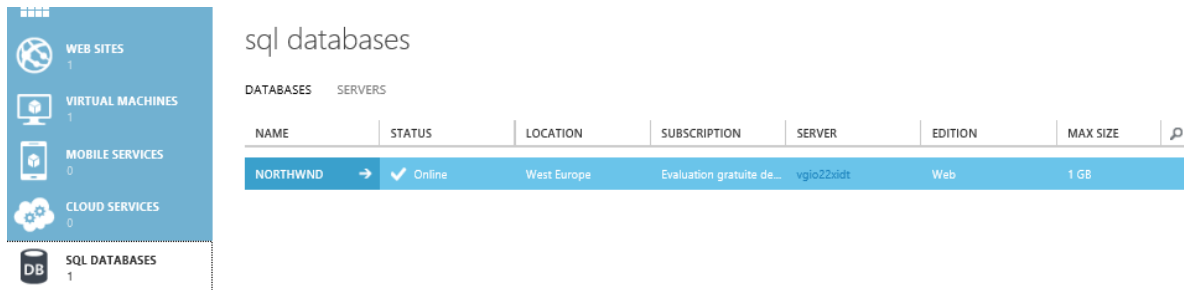 WEB SITES
1
VIRTUAL MACHINES
1
MOBILE SERVICES
0
CLOUD SERVICES
0
DB
SQL DATABASES
1
sql databases
DATABASES SERVERS
NAME STATUS LOCATION SUBSCRIPTION SERVER EDITION MAX SIZE
NORTHWND Online West Europe Evaluation gratuite de... vgio22xidt Web 1 GB